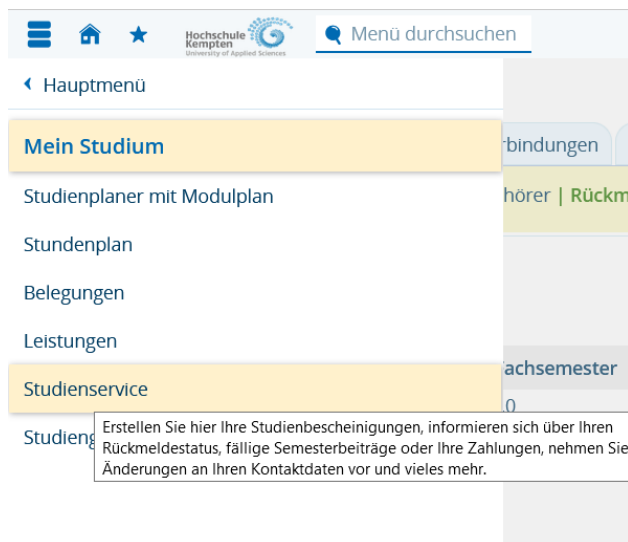 Hochschule
Kempten
University of Applied Sciences
Menü durchsuchen
Hauptmenü
Mein Studium
rbindungen
Studienplaner mit Modulplan
hörer | Rückm
Stundenplan
Belegungen
Leistungen
achsemester
Studienservice
Erstellen Sie hier Ihre Studienbescheinigungen, informieren sich über Ihren
Rückmeldestatus, fällige Semesterbeiträge oder Ihre Zahlungen, nehmen Sie
Änderungen an Ihren Kontaktdaten vor und vieles mehr.
Studieng